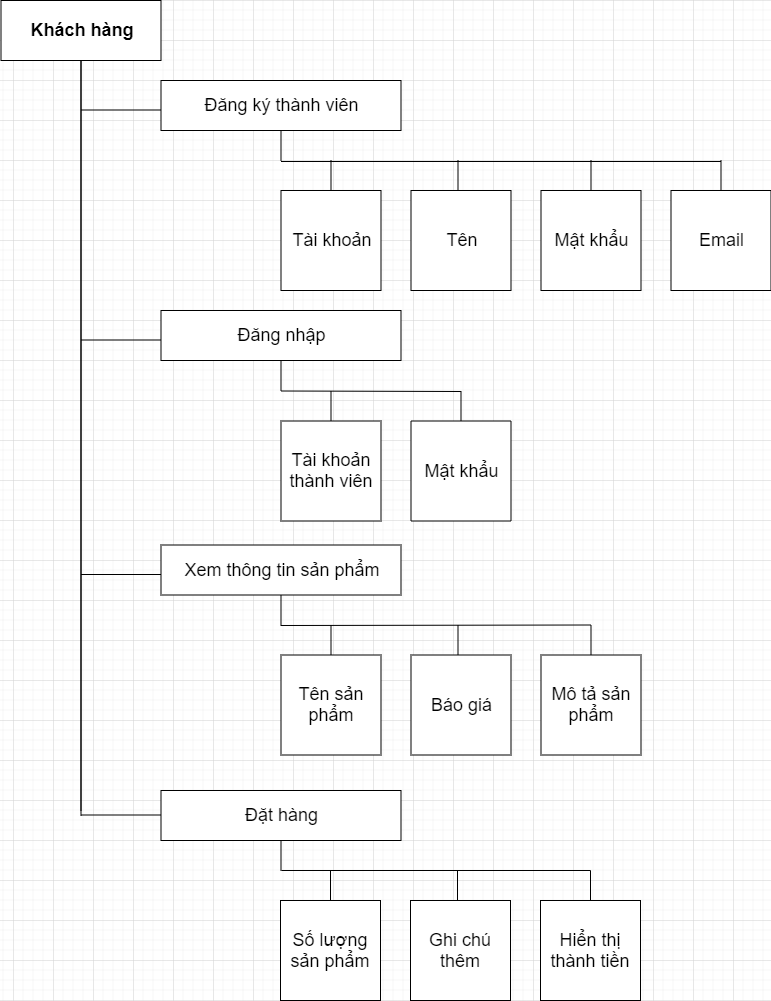 Khách hàng
Đăng ký thành viên
Tài khoản
Tên
Mật khẩu
Email
Đăng nhập
Tài khoản
thành viên
Mật khẩu
Xem thông tin sản phẩm
Tên sản
phẩm
Báo giá
Mô tả sản
phẩm
Đặt hàng
Số lượng
sản phẩm
Ghi chú
thêm
Hiển thị
thành tiền